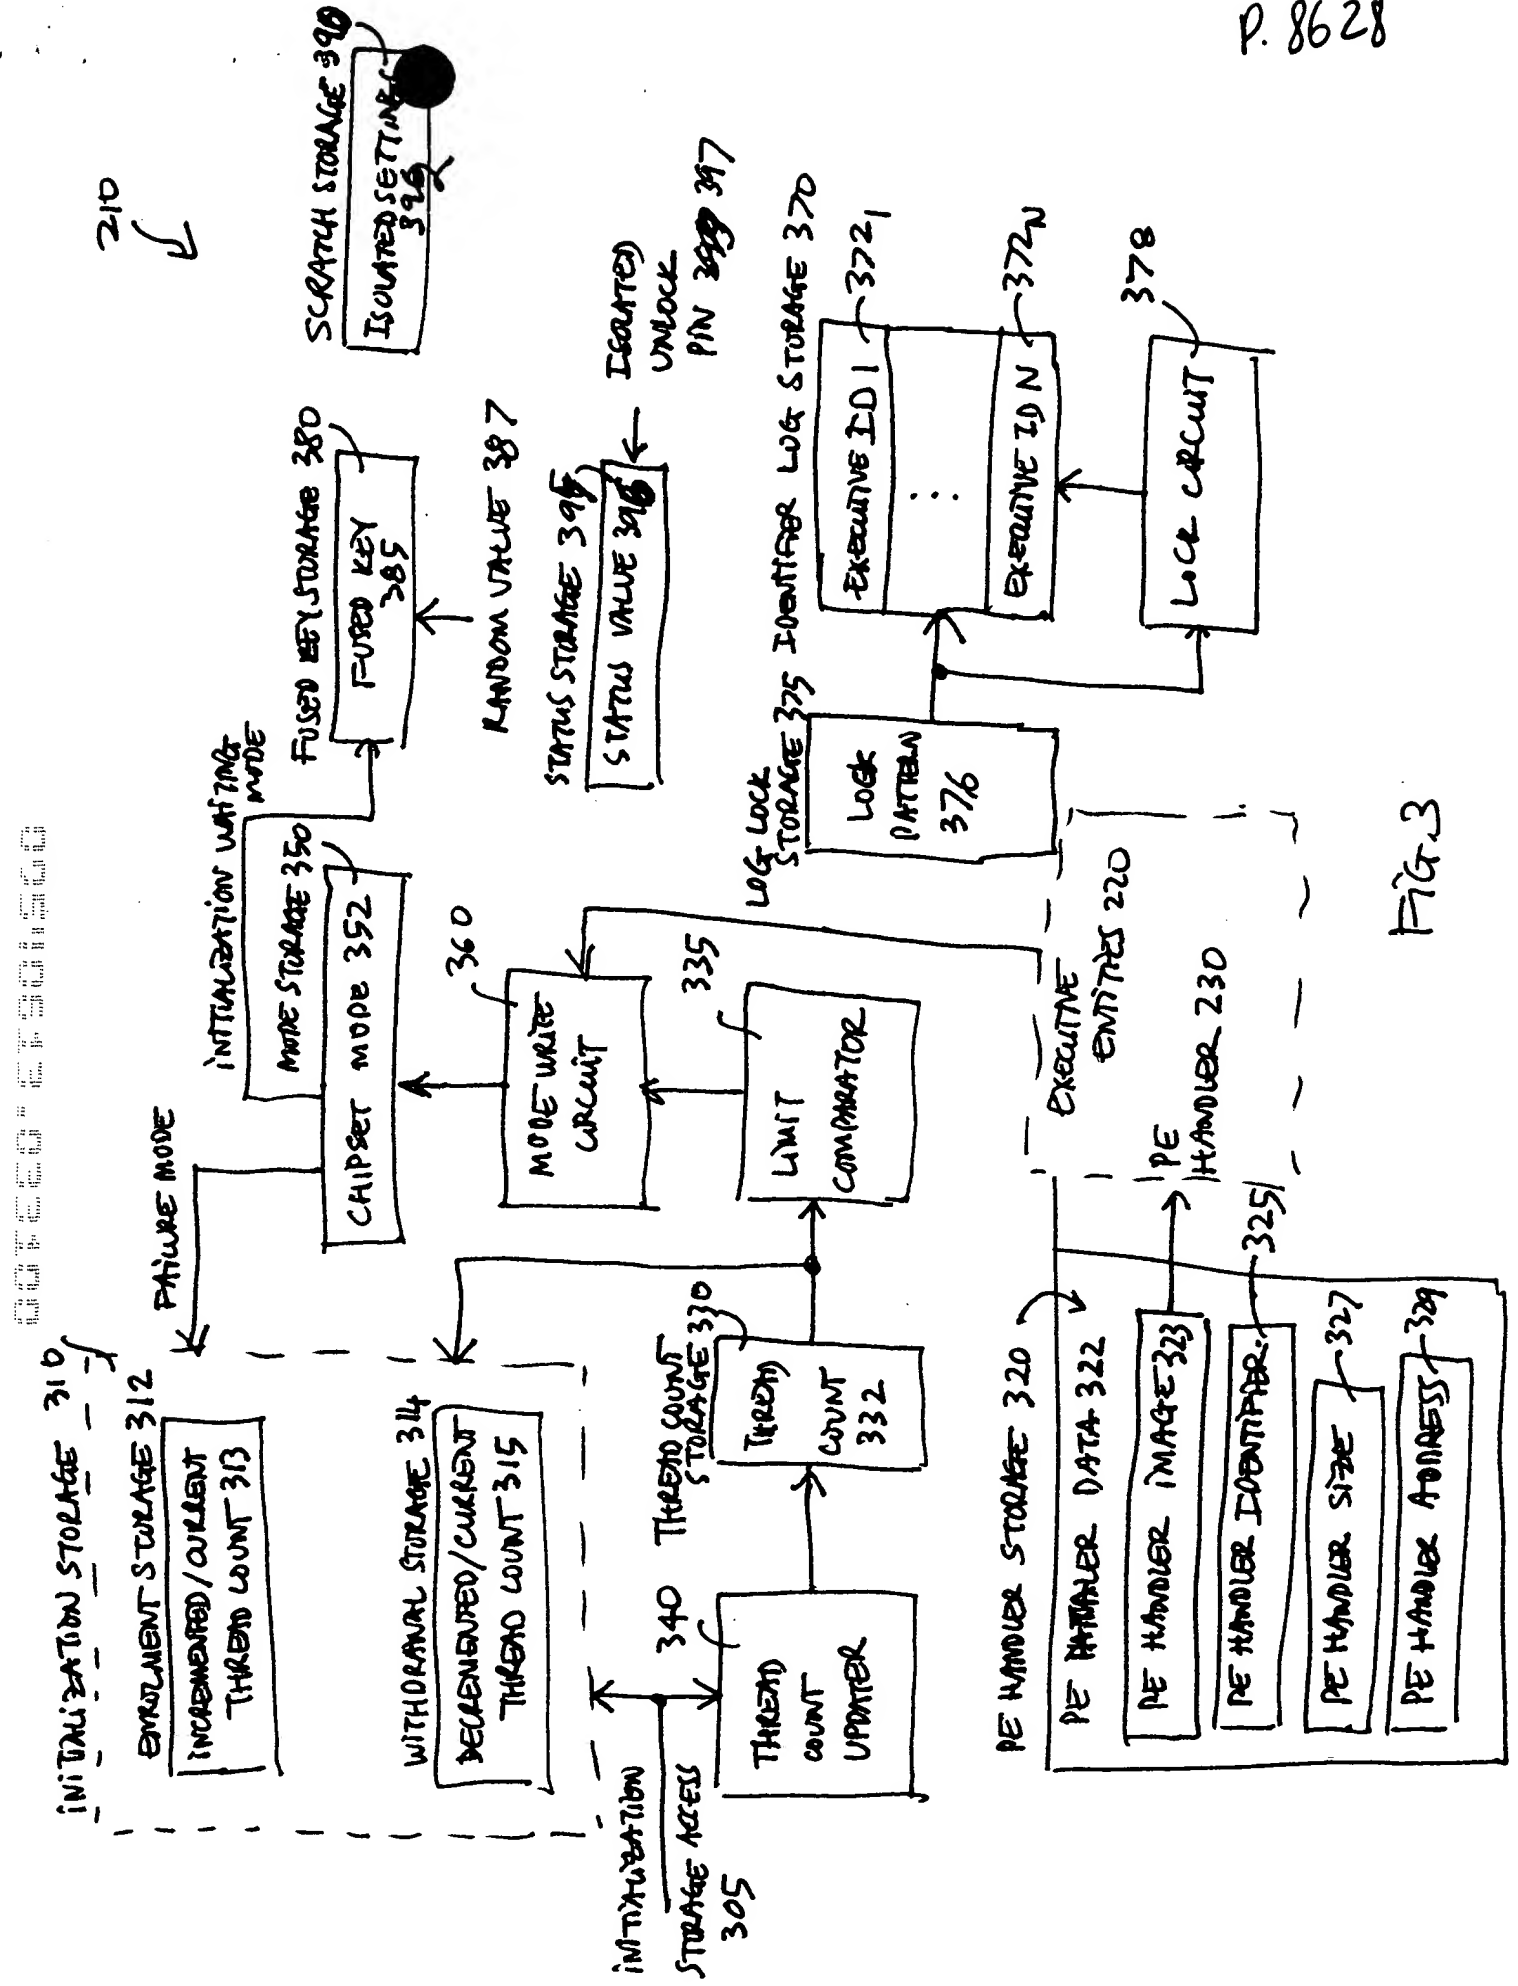 P. 8628
210
INITIALIZATION STORAGE 310
ENROLMENT STORAGE 312
INCREMENTED/CURRENT
THREAD COUNT 313
WITHDRAWAL STORAGE 314
DECREMENTED/CURRENT
THREAD COUNT 315
FAILURE MODE
INITIALIZATION WAITING
MODE
MODE STORAGE 350
CHIPSET MODE 352
FUSED KEY STORAGE 380
FUSED KEY
385
RANDOM VALUE 387
SCRATCH STORAGE
ISOLATED SETTING
STATUS STORAGE
STATUS VALUE
ISOLATED
UNLOCK
PIN 397
360
MODE WRITE
CIRCUIT
335
LIMIT
COMPARATOR
THREAD COUNT
STORAGE 330
THREAD
COUNT
332
340
THREAD
COUNT
UPDATER
INITIALIZATION
STORAGE ACCESS
305
LOG LOCK
STORAGE 375
LOCK
PATTERN
376
IDENTIFIER LOG STORAGE 370
EXECUTIVE ID 1
372₁
...
EXECUTIVE ID N
372N
LOCK CIRCUIT
378
EXECUTIVE
ENTITIES 220
PE
HANDLER 230
PE HANDLER STORAGE 320
PE HANDLER DATA 322
PE HANDLER IMAGE 323
PE HANDLER IDENTIFIER
325
PE HANDLER SIZE
327
PE HANDLER ADDRESS
329
FIG. 3